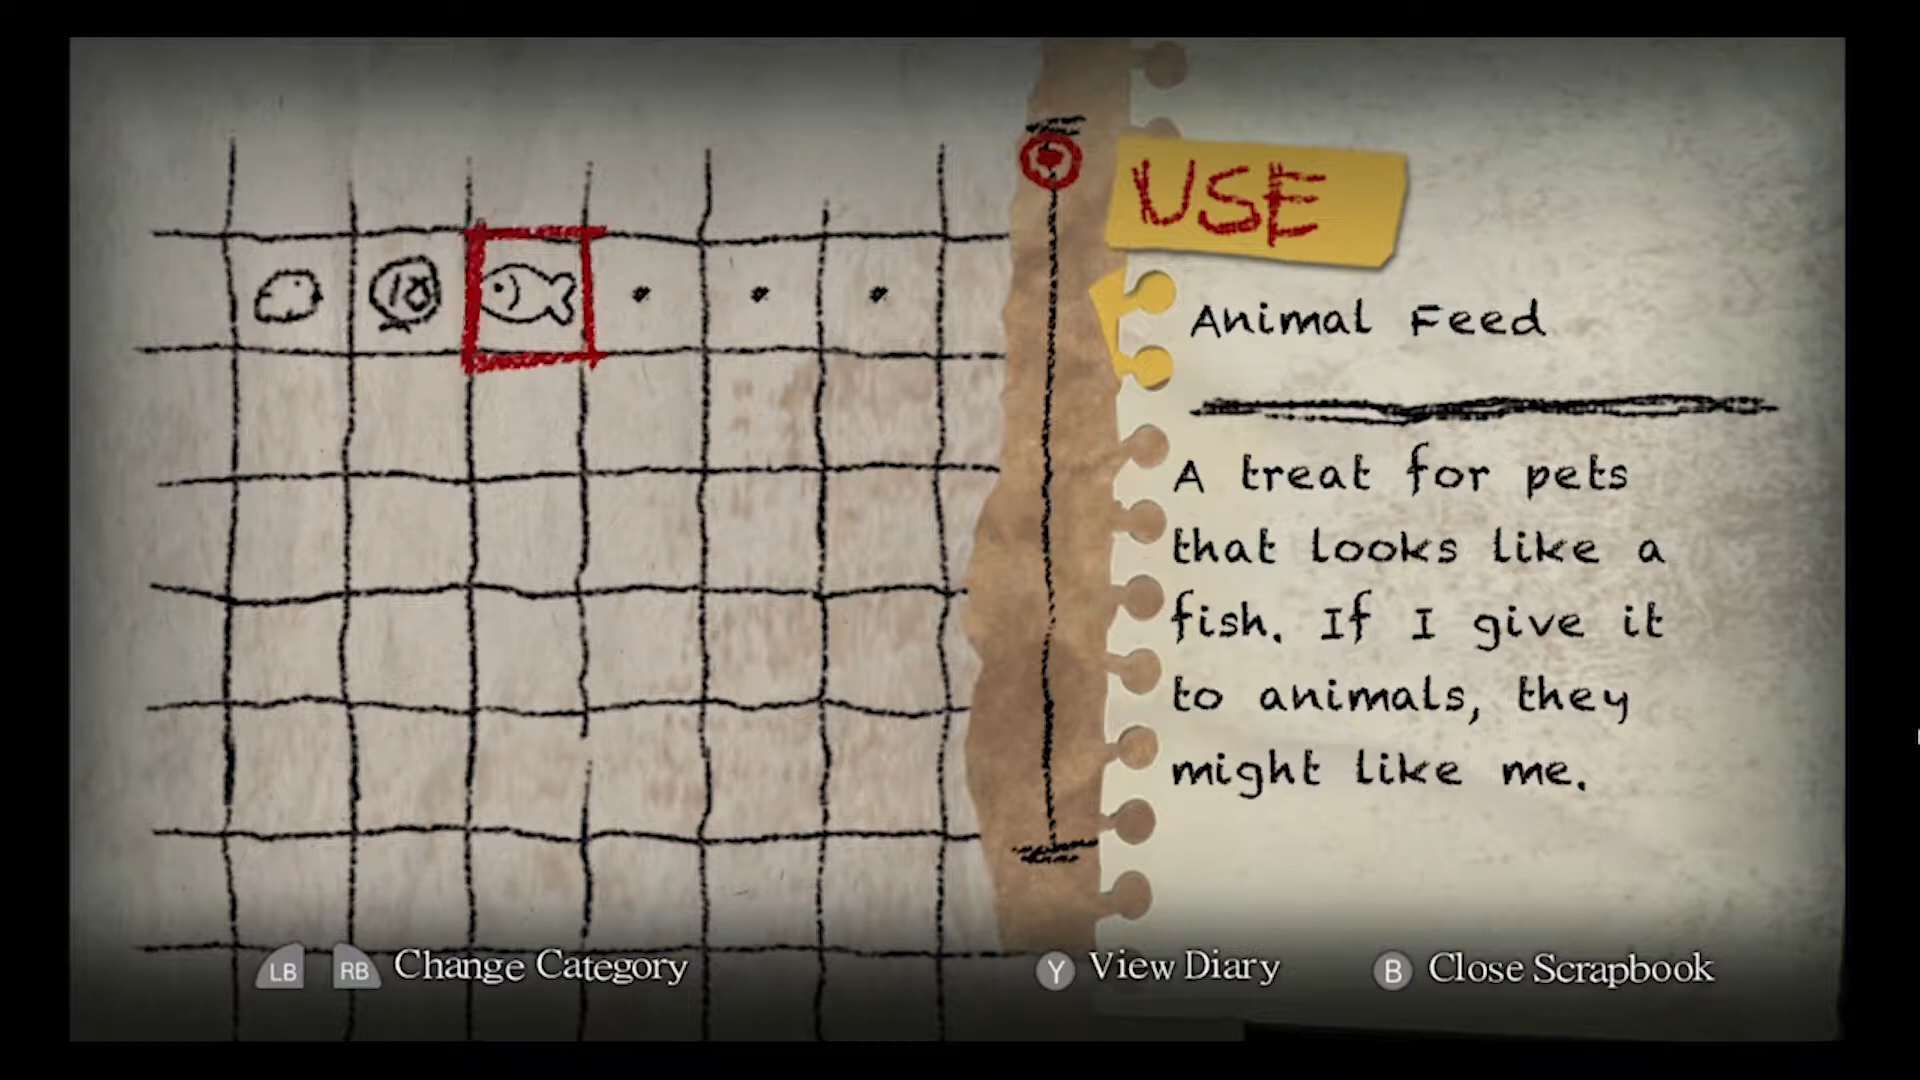 USE
10
Animal Feed
A treat for pets
that looks like a
fish. If I give it
to animals, they
might like me.
LB RB Change Category
Y View Diary
B Close Scrapbook